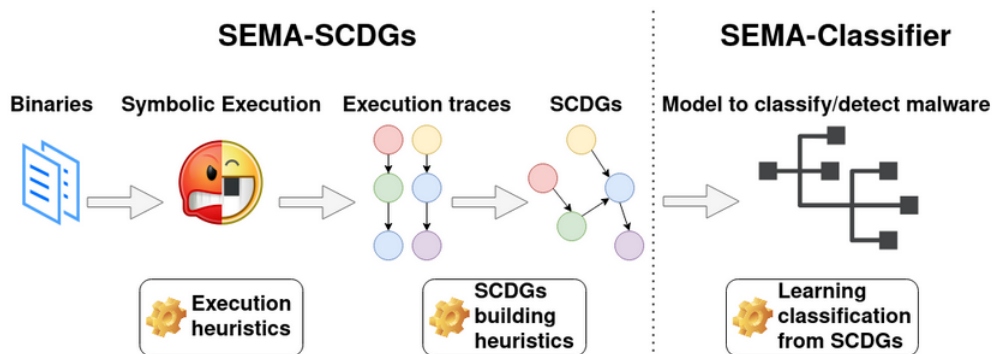 SEMA-SCDGs
SEMA-Classifier
Binaries
Symbolic Execution
Execution traces
SCDGs
Model to classify/detect malware
Execution
heuristics
SCDGs
building
heuristics
Learning
classification
from SCDGs